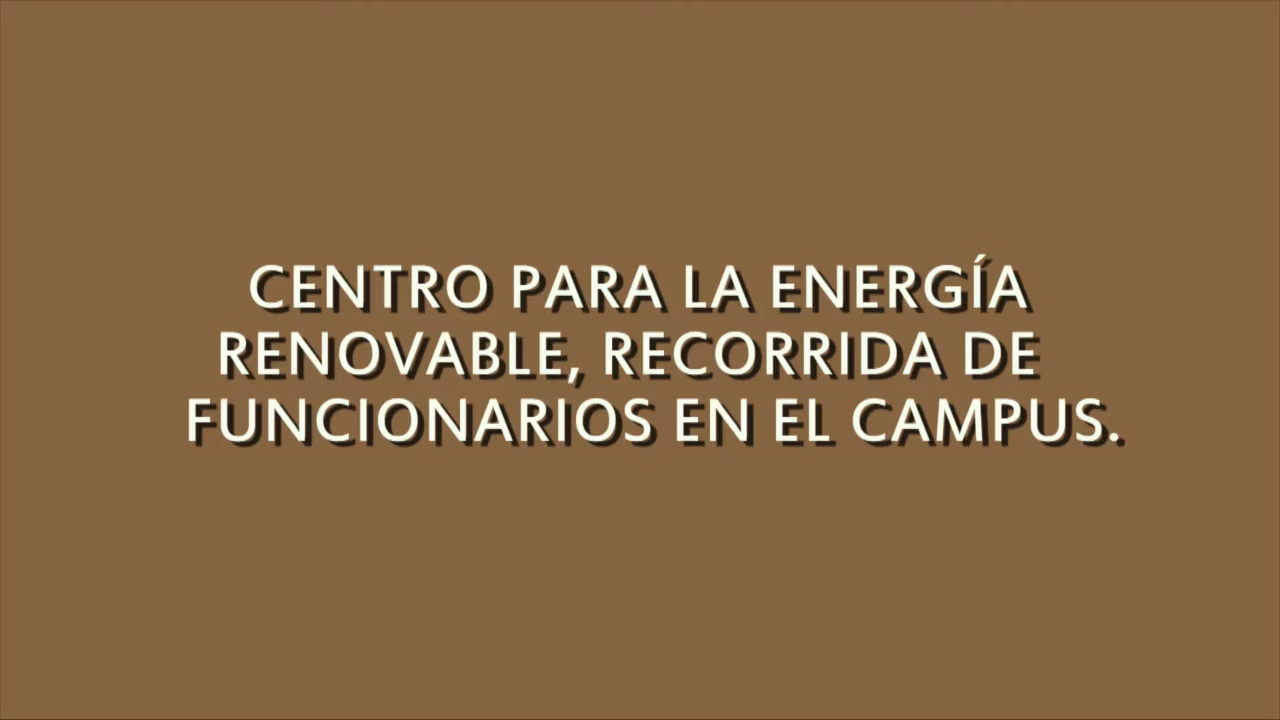 CENTRO PARA LA ENERGÍA
RENOVABLE, RECORRIDA DE
FUNCIONARIOS EN EL CAMPUS.